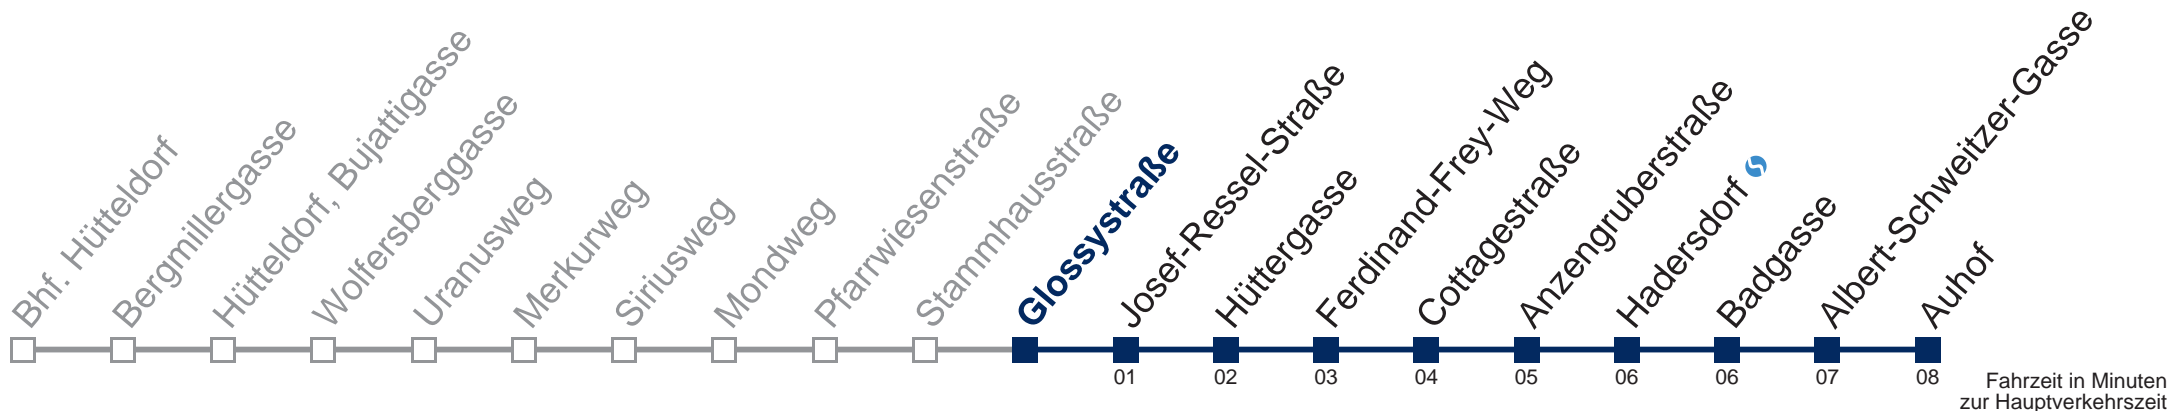 Bhf. Hütteldorf
Bergmillergasse
Hütteldorf, Bujattigasse
Wolfersberggasse
Uranusweg
Merkurweg
Siriusweg
Mondweg
Pfarrwiesenstraße
Stammhausstraße
Glossystraße
Josef-Ressel-Straße
Hüttergasse
Ferdinand-Frey-Weg
Cottagestraße
Anzengruberstraße
Hadersdorf
Badgasse
Albert-Schweitzer-Gasse
Auhof
01 02 03 04 05 06 06 07 08
Fahrzeit in Minuten
zur Hauptverkehrszeit